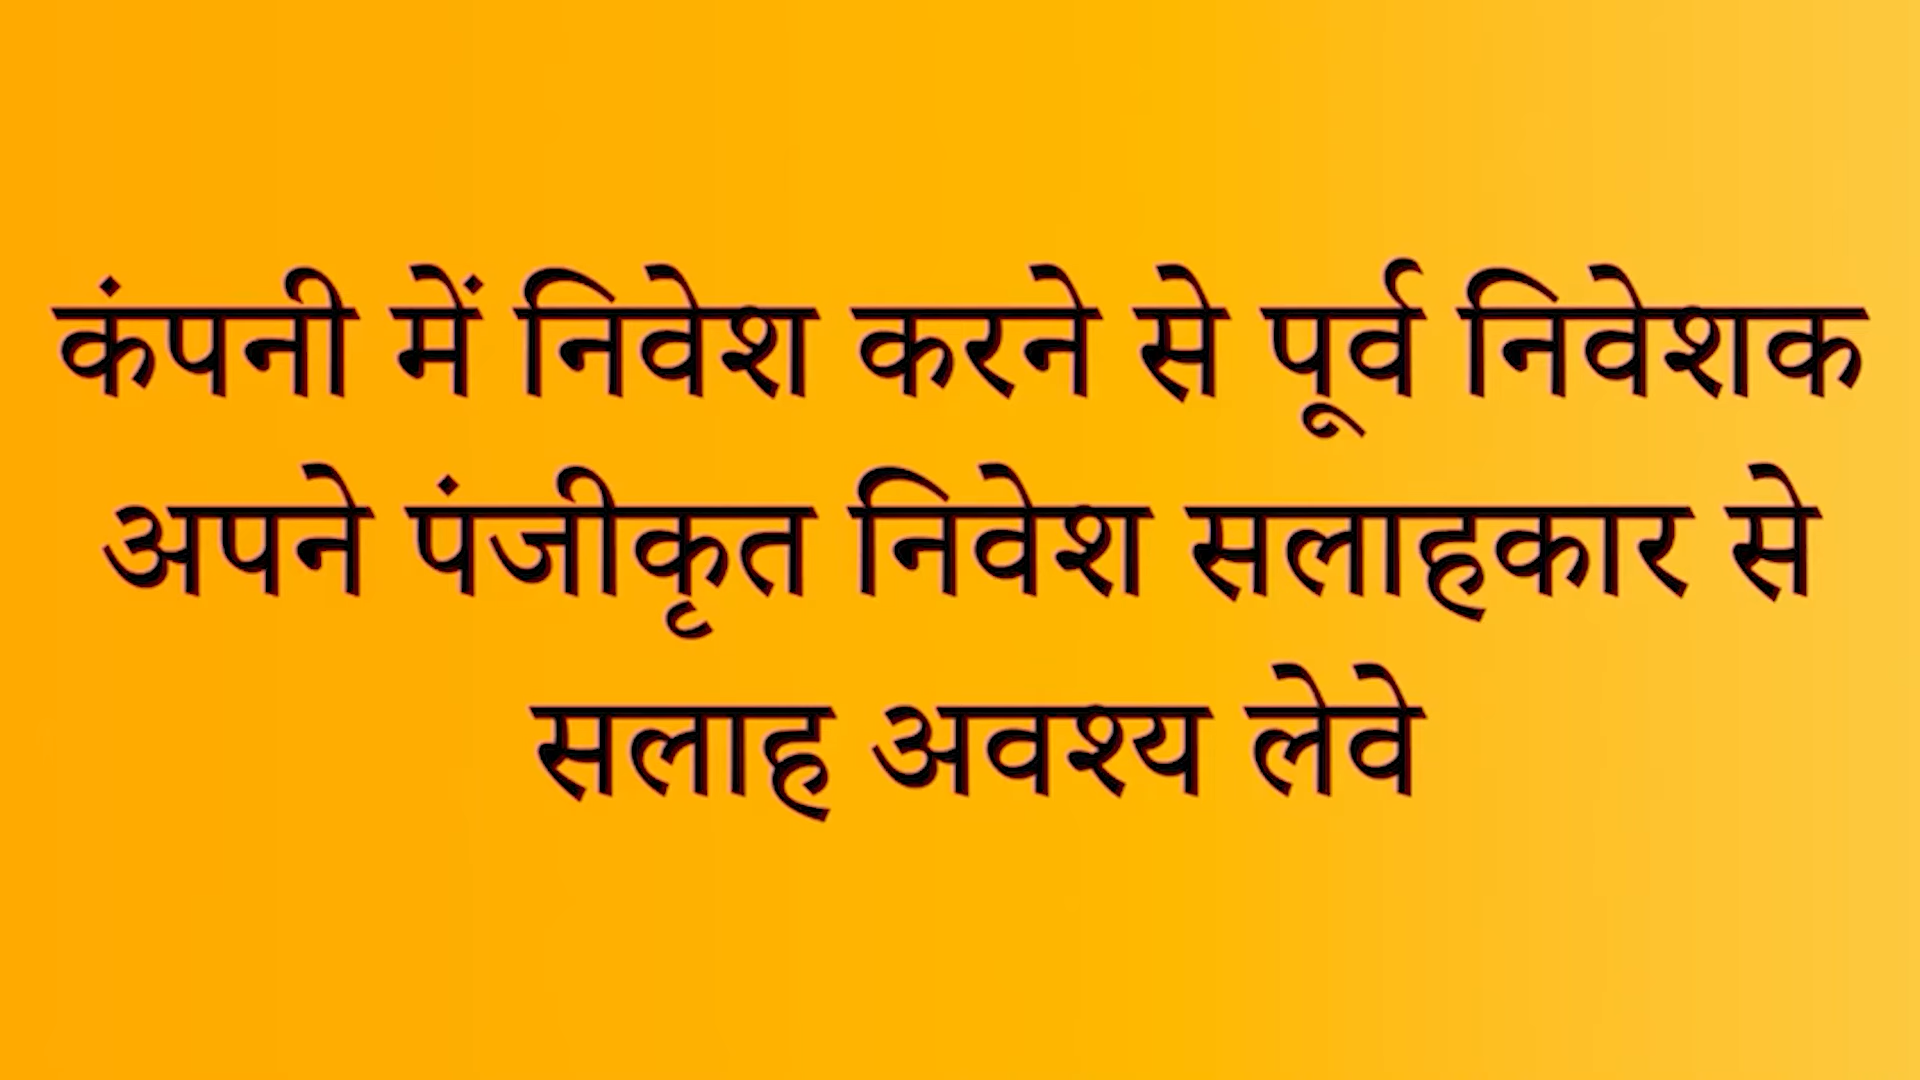 कंपनी में निवेश करने से पूर्व निवेशक
अपने पंजीकृत निवेश सलाहकार से
सलाह अवश्य लेवे